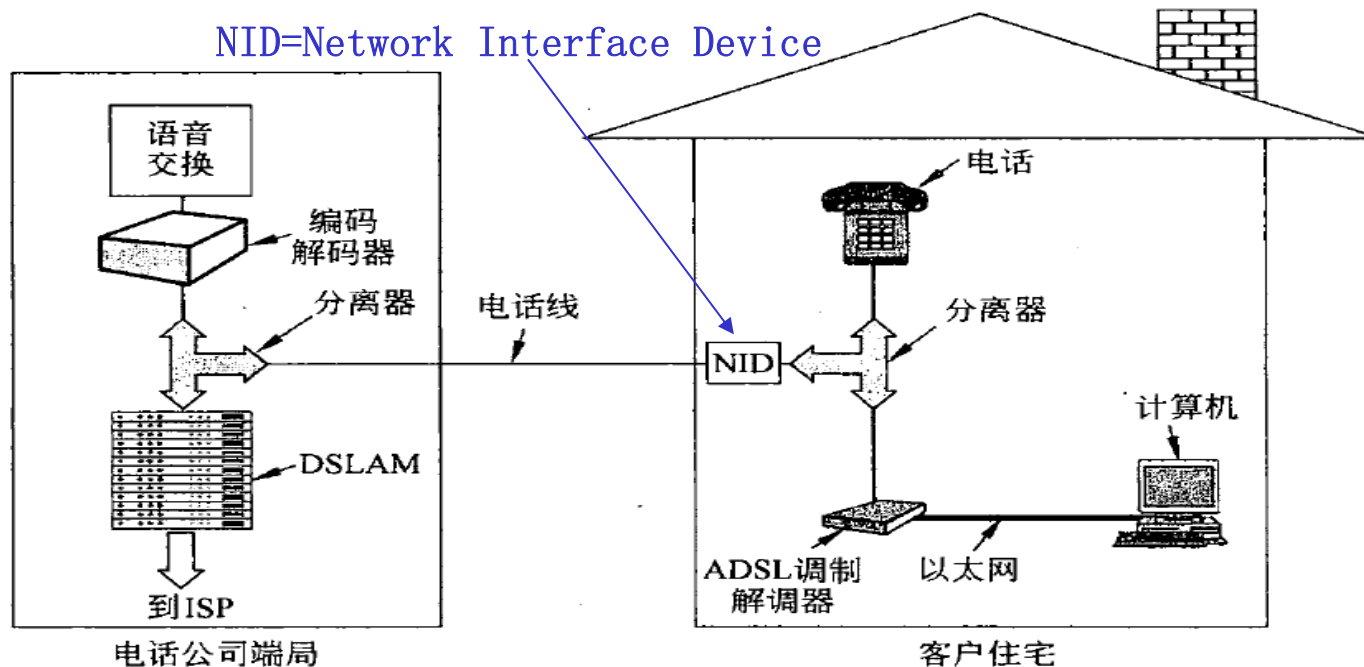 NID=Network Interface Device
语音
交换
编码
解码器
分离器
DSLAM
到ISP
电话公司端局
电话线
NID
电话
分离器
计算机
ADSL调制
解调器
以太网
客户住宅